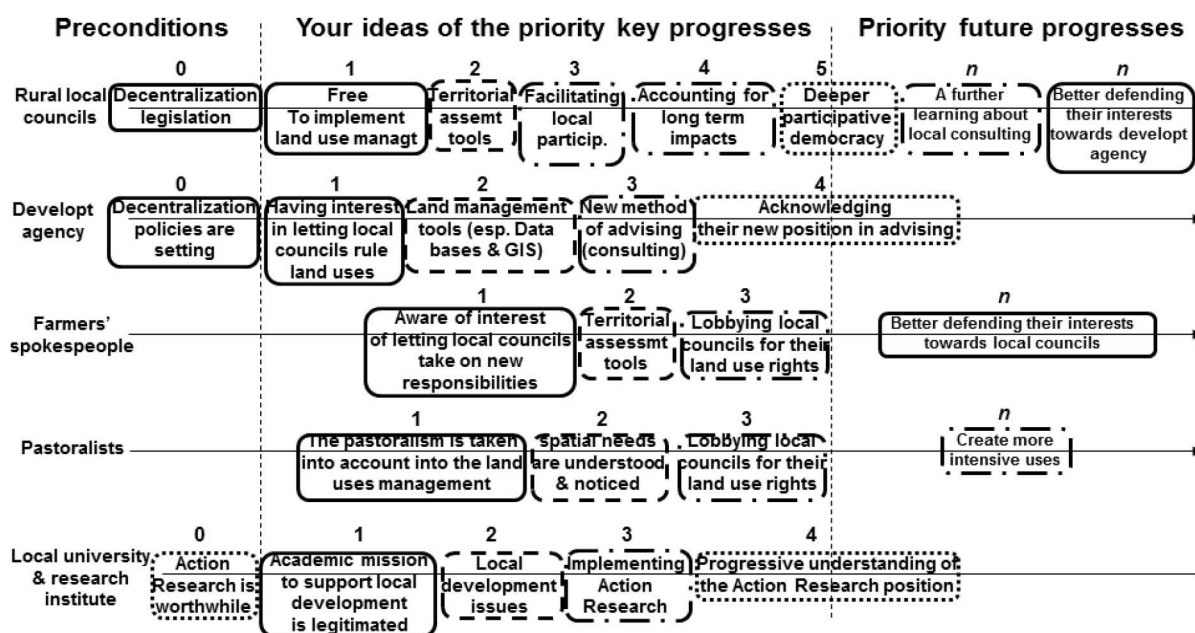 Preconditions
Your ideas of the priority key progresses
Priority future progresses
Rural local
councils
0
Decentralization
legislation
1
Free
To implement
land use managt
2
Territorial
assemt
tools
3
Facilitating
local
particip.
4
Accounting for
long term
impacts
5
Deeper
participative
democracy
n
A further
learning about
local consulting
n
Better defending
their interests
towards develop
agency
Developt
agency
0
Decentralization
policies are
setting
1
Having interest
in letting local
councils rule
land uses
2
Land management
tools (esp. Data
bases & GIS)
3
New method
of advising
(consulting)
4
Acknowledging
their new position in advising
Farmers'
spokespeople
1
Aware of interest
of letting local councils
take on new
responsibilities
2
Territorial
assessmt
tools
3
Lobbying local
councils for their
land use rights
n
Better defending their interests
towards local councils
Pastoralists
1
The pastoralism is taken
into account into the land
uses management
2
spatial needs
are understood
& noticed
3
Lobbying local
councils for their
land use rights
n
Create more
intensive uses
Local university
& research
institute
0
Action
Research is
worthwhile
1
Academic mission
to support local
development
is legitimated
2
Local
development
issues
3
Implementing
Action
Research
4
Progressive understanding of
the Action Research position